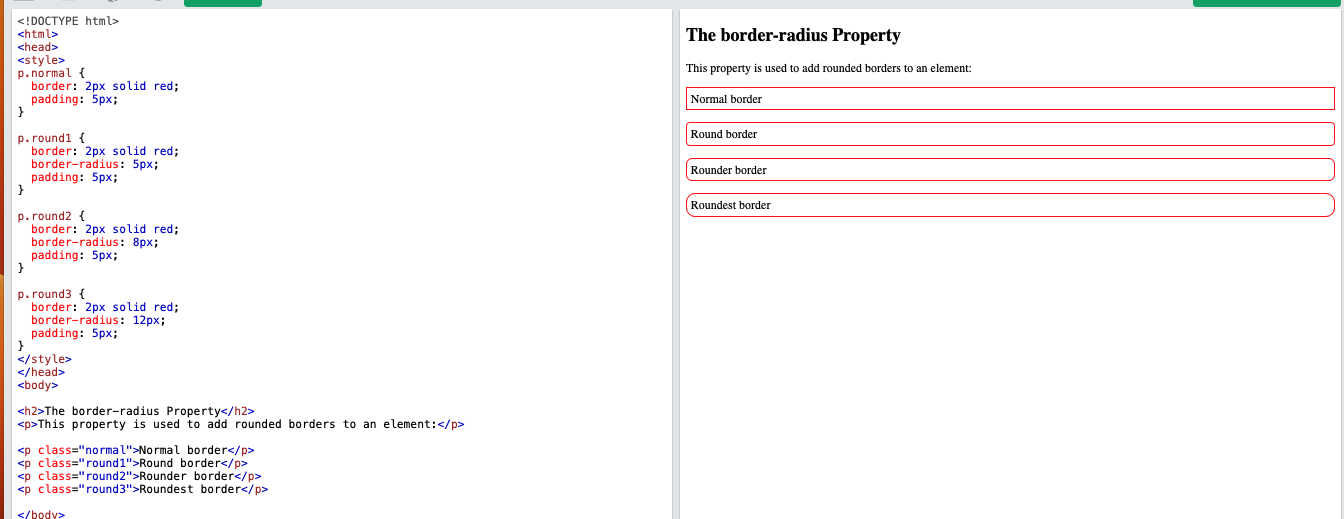 <!DOCTYPE html>
<html>
<head>
<style>
p.normal {
  border: 2px solid red;
  padding: 5px;
}

p.round1 {
  border: 2px solid red;
  border-radius: 5px;
  padding: 5px;
}

p.round2 {
  border: 2px solid red;
  border-radius: 8px;
  padding: 5px;
}

p.round3 {
  border: 2px solid red;
  border-radius: 12px;
  padding: 5px;
}
</style>
</head>
<body>

<h2>The border-radius Property</h2>
<p>This property is used to add rounded borders to an element:</p>

<p class="normal">Normal border</p>
<p class="round1">Round border</p>
<p class="round2">Rounder border</p>
<p class="round3">Roundest border</p>

</body>
The border-radius Property
This property is used to add rounded borders to an element:
Normal border
Round border
Rounder border
Roundest border